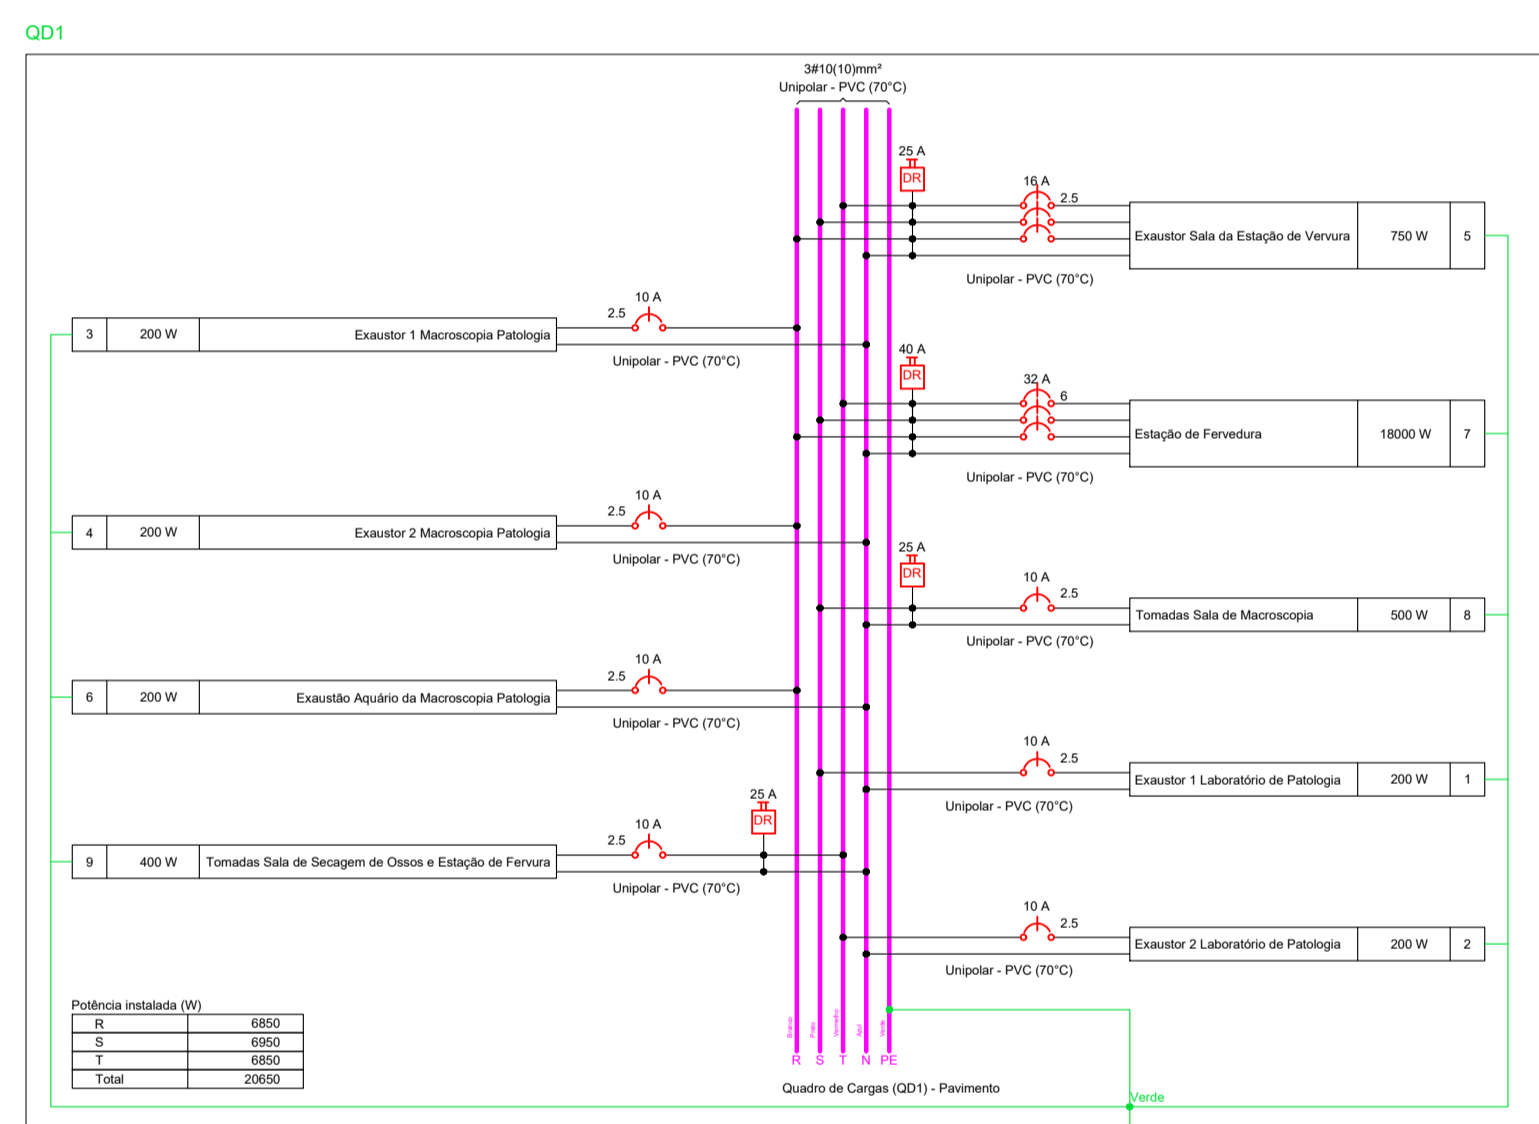 QD1
3#10(10)mm²
Unipolar - PVC (70°C)
25 A
DR
16 A
2.5
Exaustor Sala da Estação de Vervura 750 W 5
Unipolar - PVC (70°C)
10 A
2.5
3 200 W Exaustor 1 Macroscopia Patologia
Unipolar - PVC (70°C)
40 A
DR
32 A
6
Estação de Fervedura 18000 W 7
Unipolar - PVC (70°C)
10 A
2.5
4 200 W Exaustor 2 Macroscopia Patologia
Unipolar - PVC (70°C)
25 A
DR
10 A
2.5
Tomadas Sala de Macroscopia 500 W 8
Unipolar - PVC (70°C)
10 A
2.5
6 200 W Exaustão Aquário da Macroscopia Patologia
Unipolar - PVC (70°C)
10 A
2.5
Exaustor 1 Laboratório de Patologia 200 W 1
Unipolar - PVC (70°C)
25 A
DR
10 A
2.5
9 400 W Tomadas Sala de Secagem de Ossos e Estação de Fervura
Unipolar - PVC (70°C)
10 A
2.5
Exaustor 2 Laboratório de Patologia 200 W 2
Unipolar - PVC (70°C)
Potência instalada (W)
R 6850
S 6950
T 6850
Total 20650
Branco
Preto
Vermelho
Azul
Verde
R S T N PE
Quadro de Cargas (QD1) - Pavimento
Verde